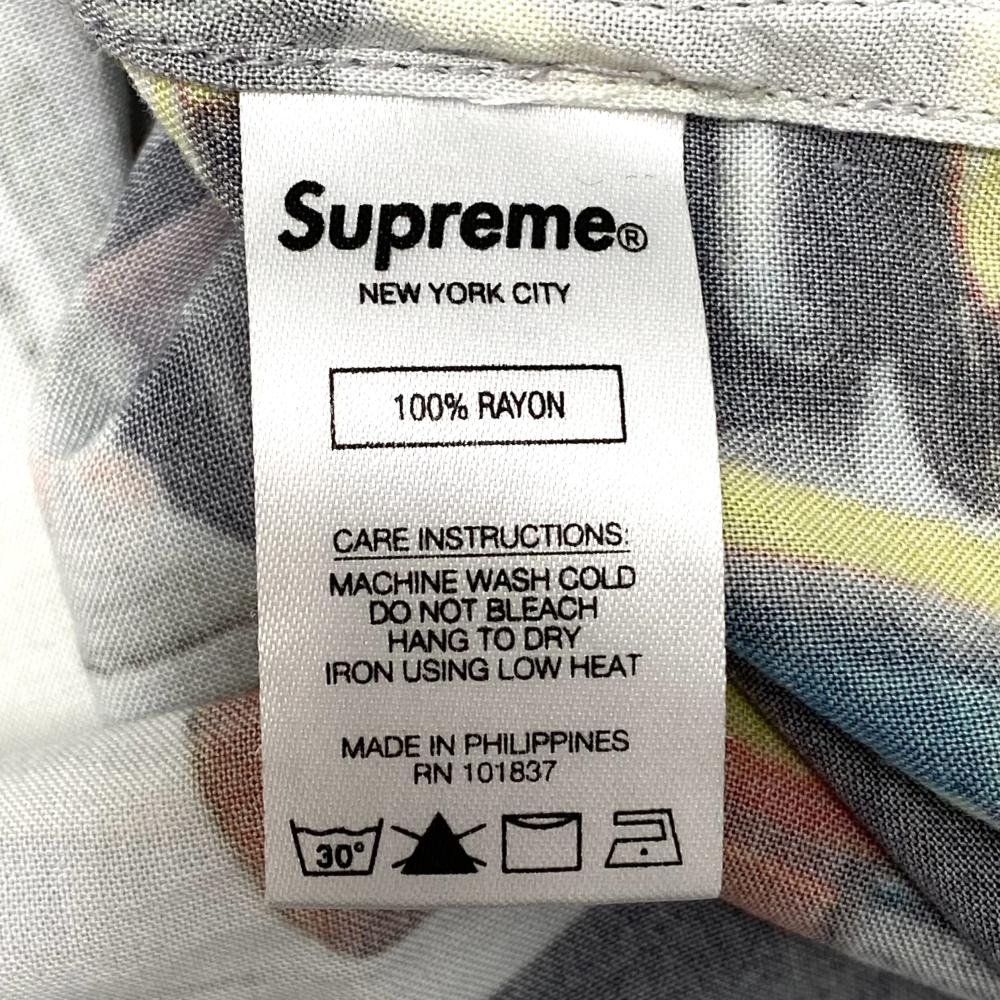 Supreme®
NEW YORK CITY
100% RAYON
CARE INSTRUCTIONS:
MACHINE WASH COLD
DO NOT BLEACH
HANG TO DRY
IRON USING LOW HEAT
MADE IN PHILIPPINES
RN 101837
30°